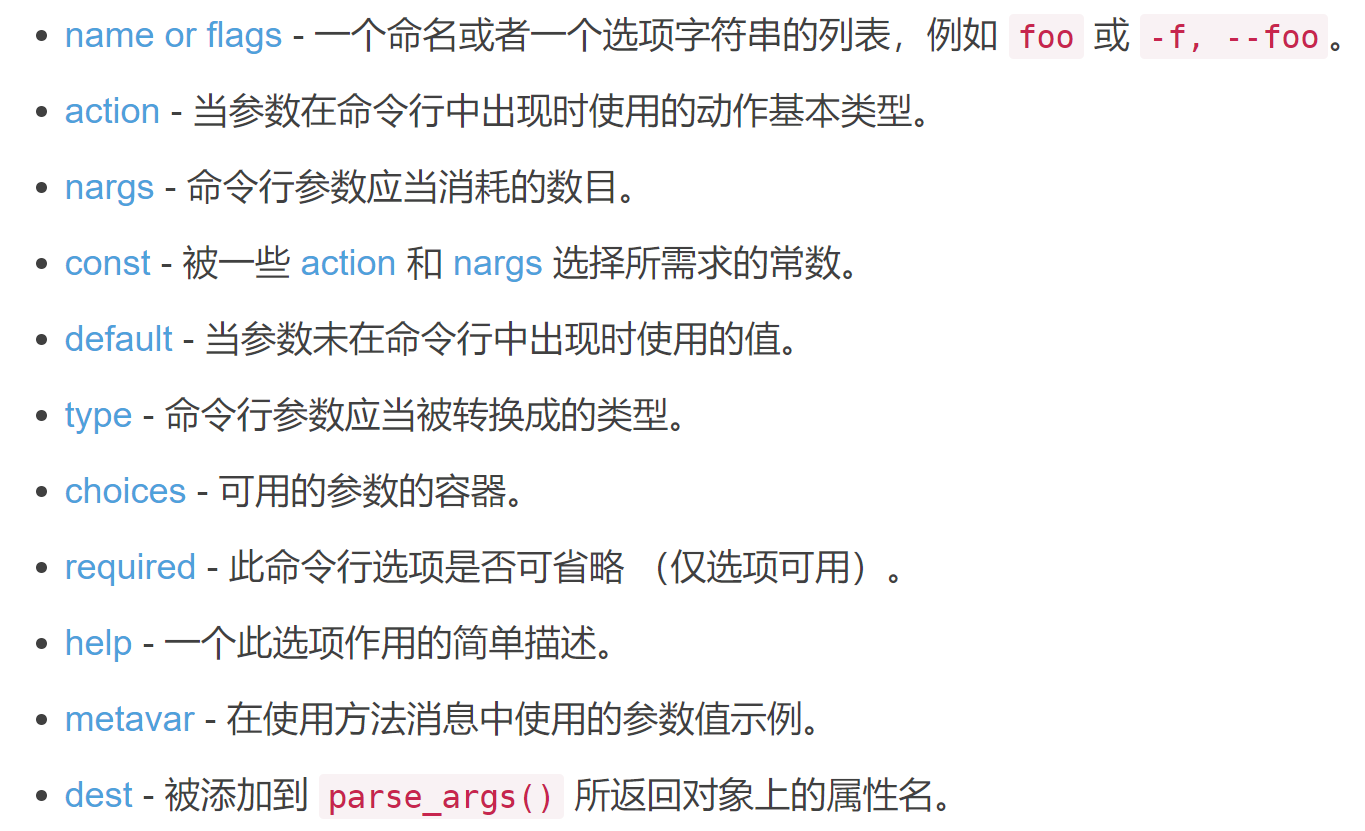 • name or flags - 一个命名或者一个选项字符串的列表，例如 foo 或 -f, --foo。
• action - 当参数在命令行中出现时使用的动作基本类型。
• nargs - 命令行参数应当消耗的数目。
• const - 被一些 action 和 nargs 选择所需求的常数。
• default - 当参数未在命令行中出现时使用的值。
• type - 命令行参数应当被转换成的类型。
• choices - 可用的参数的容器。
• required - 此命令行选项是否可省略 （仅选项可用）。
• help - 一个此选项作用的简单描述。
• metavar - 在使用方法消息中使用的参数值示例。
• dest - 被添加到 parse_args() 所返回对象上的属性名。